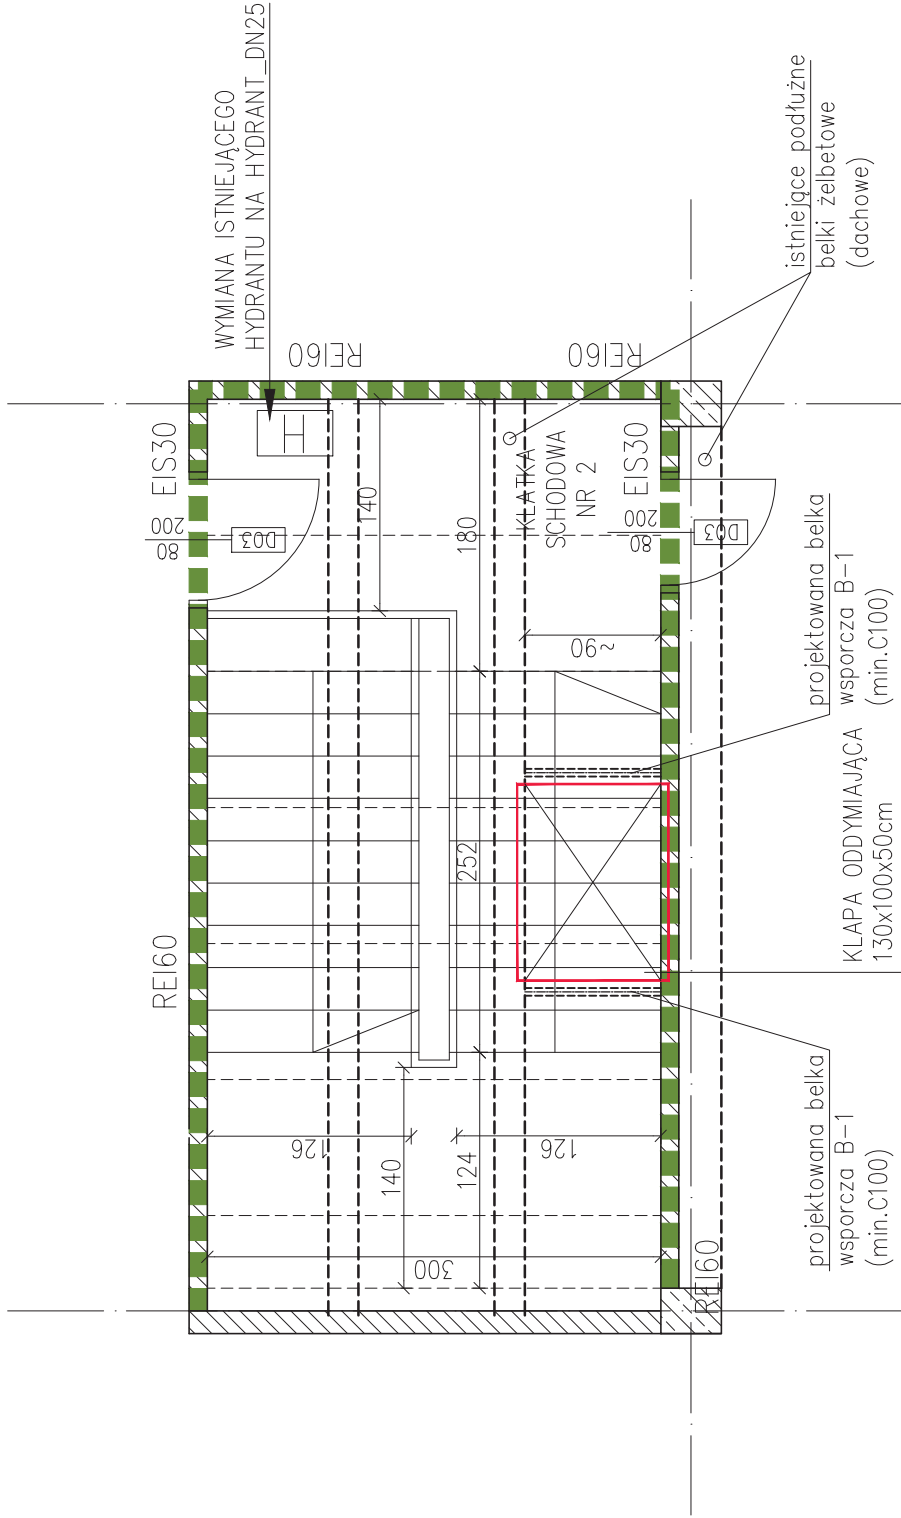 WYMIANA ISTNIEJĄCEGO
HYDRANTU NA HYDRANT_DN25
REI60
REI60
EIS30
80
200
D03
H
istniejące podłużne
belki żelbetowe
(dachowe)
KLATKA
SCHODOWA
NR 2
EIS30
80
200
D03
140
180
~90
projektowana belka
wsporcza B-1
(min.C100)
KLAPA ODDYMIAJĄCA
130x100x50cm
252
REI60
126
140
124
126
300
REI60
projektowana belka
wsporcza B-1
(min.C100)